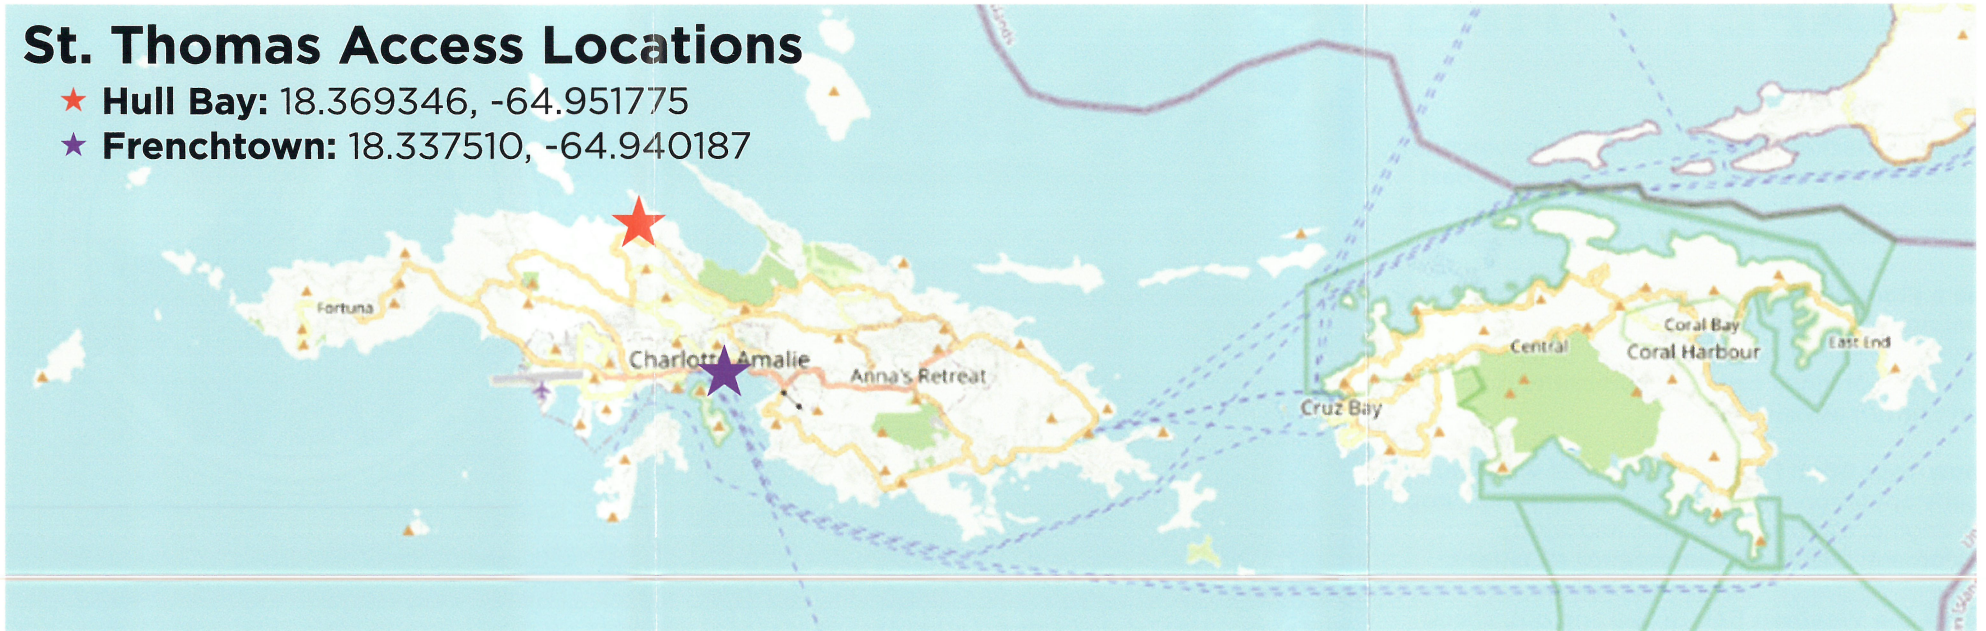 St. Thomas Access Locations
★ Hull Bay: 18.369346, -64.951775
★ Frenchtown: 18.337510, -64.940187
Fortuna
Charlotte Amalie
Anna's Retreat
Cruz Bay
Central
Coral Bay
Coral Harbour
East End